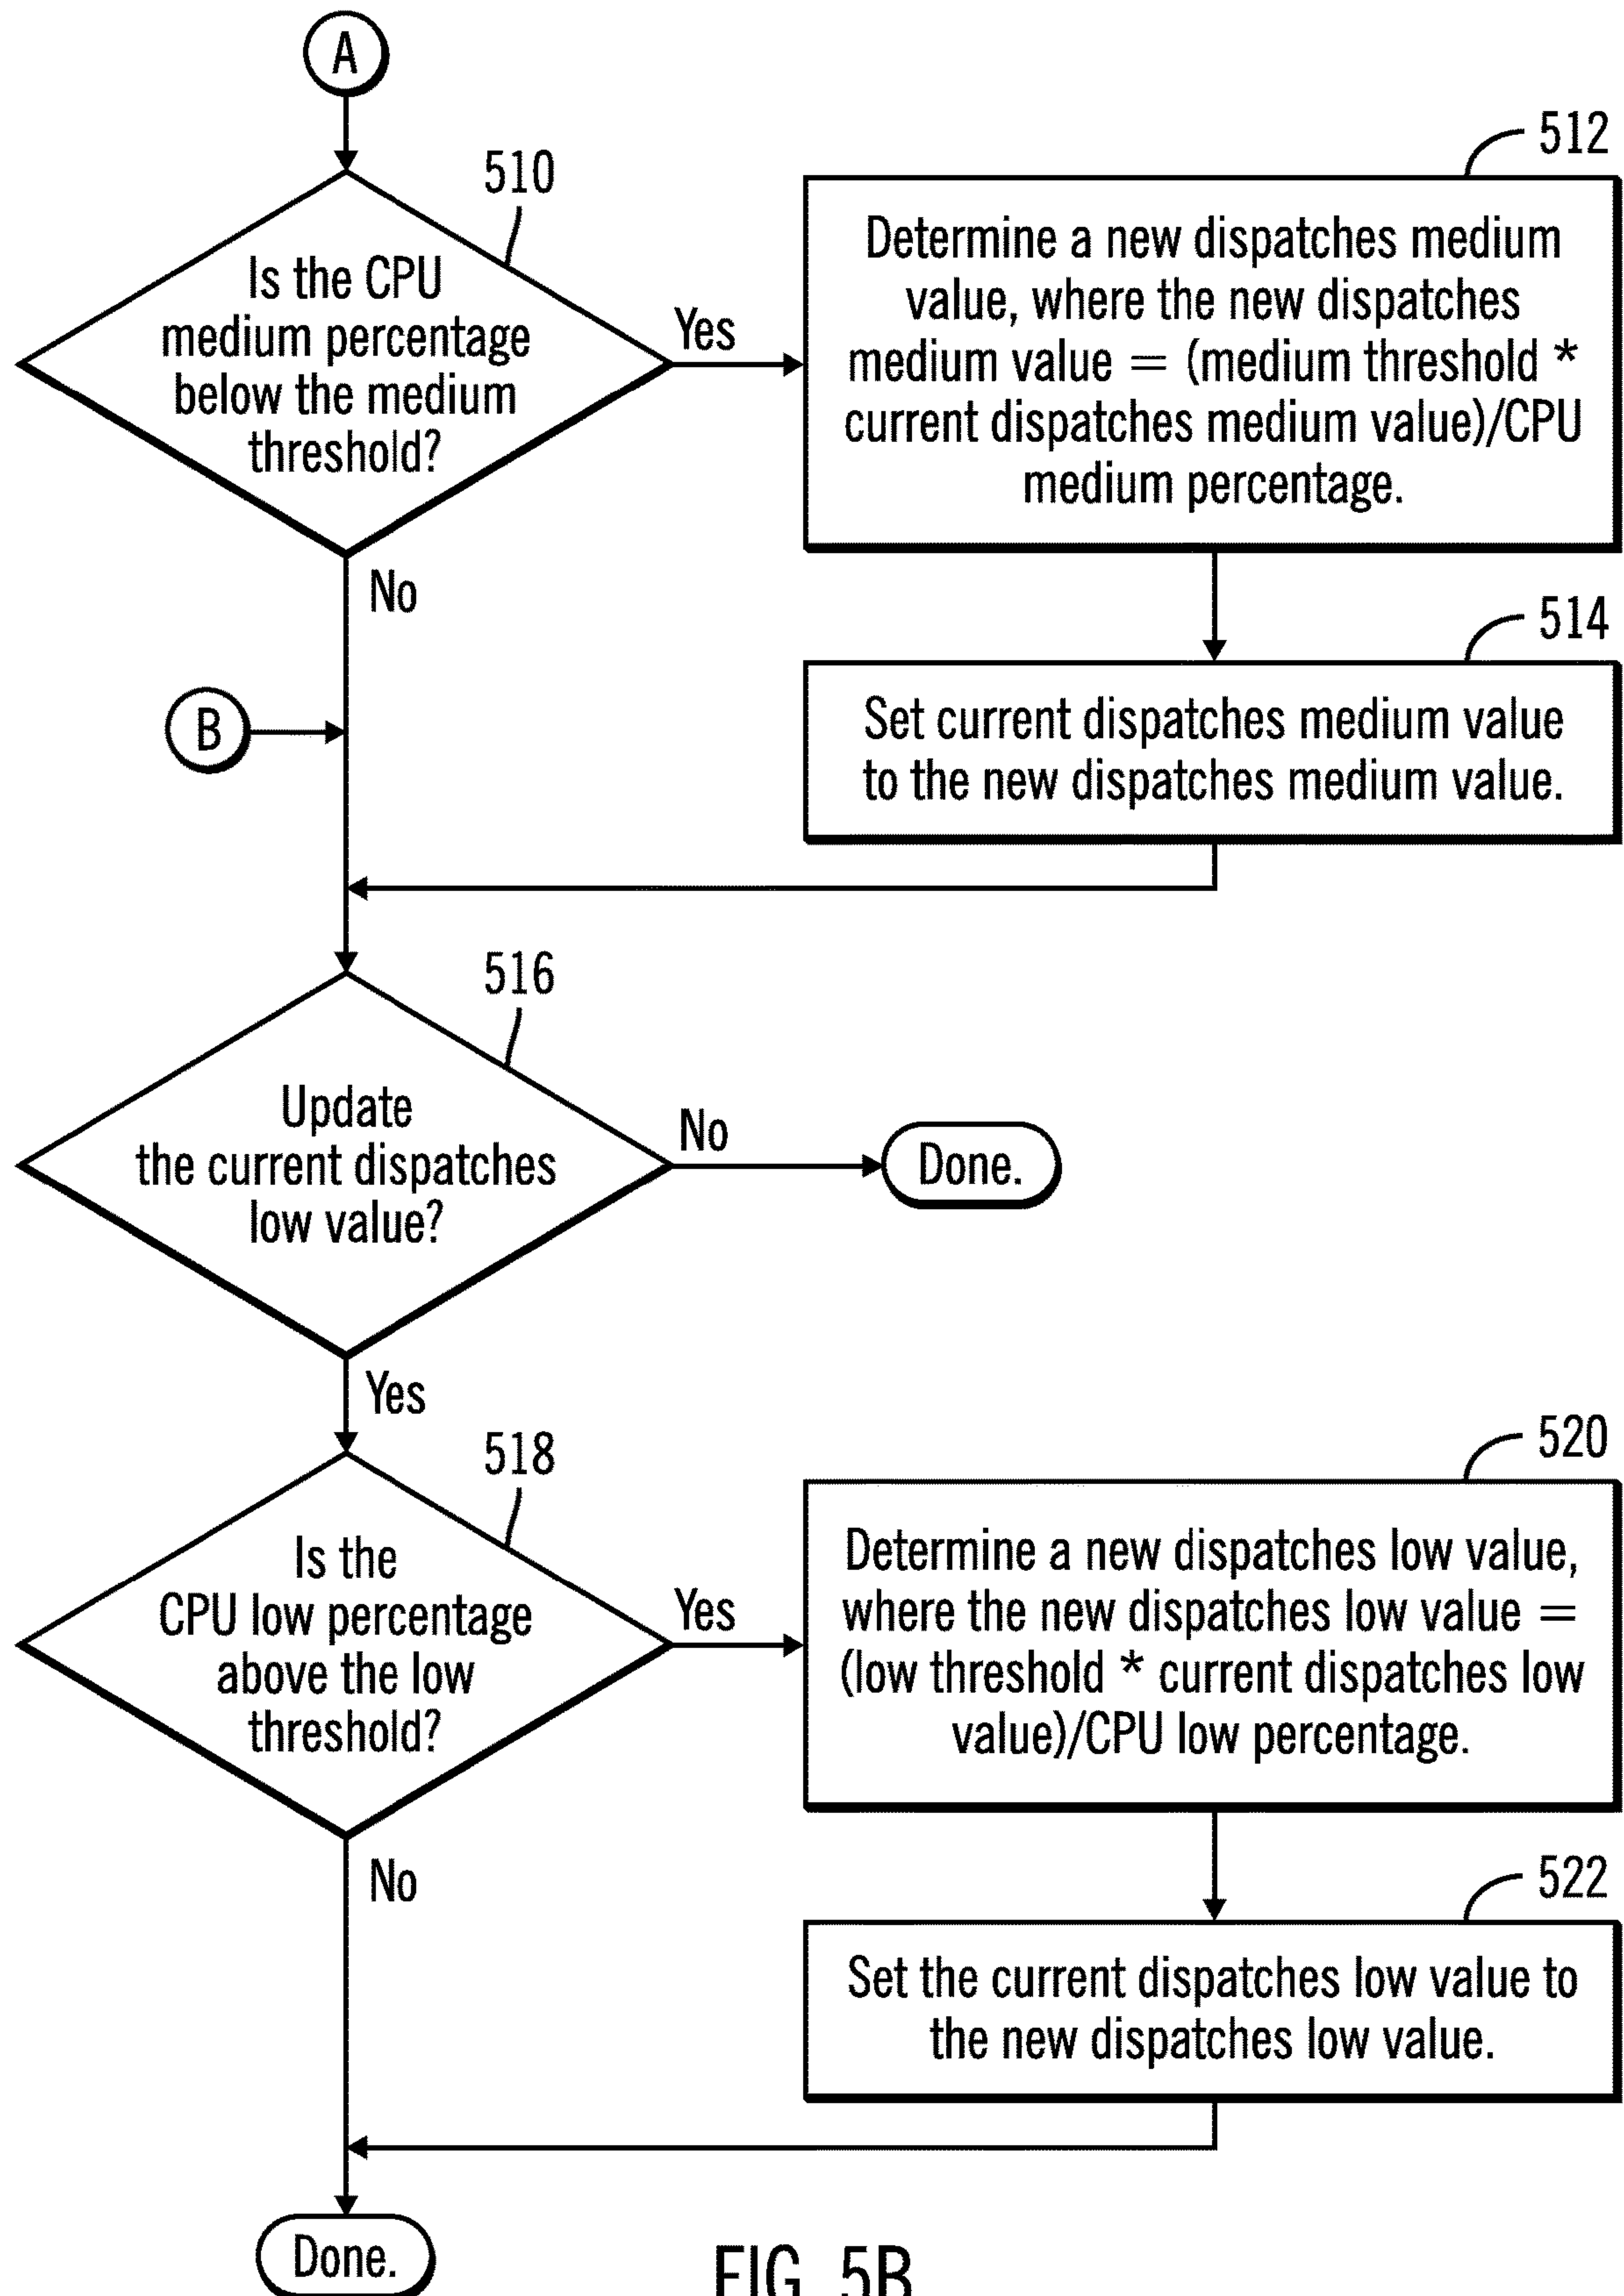 A
510
Is the CPU
medium percentage
below the medium
threshold?
Yes
No
512
Determine a new dispatches medium
value, where the new dispatches
medium value = (medium threshold *
current dispatches medium value)/CPU
medium percentage.
514
Set current dispatches medium value
to the new dispatches medium value.
B
516
Update
the current dispatches
low value?
No
Done.
Yes
518
Is the
CPU low percentage
above the low
threshold?
Yes
No
520
Determine a new dispatches low value,
where the new dispatches low value =
(low threshold * current dispatches low
value)/CPU low percentage.
522
Set the current dispatches low value to
the new dispatches low value.
Done.
FIG. 5B